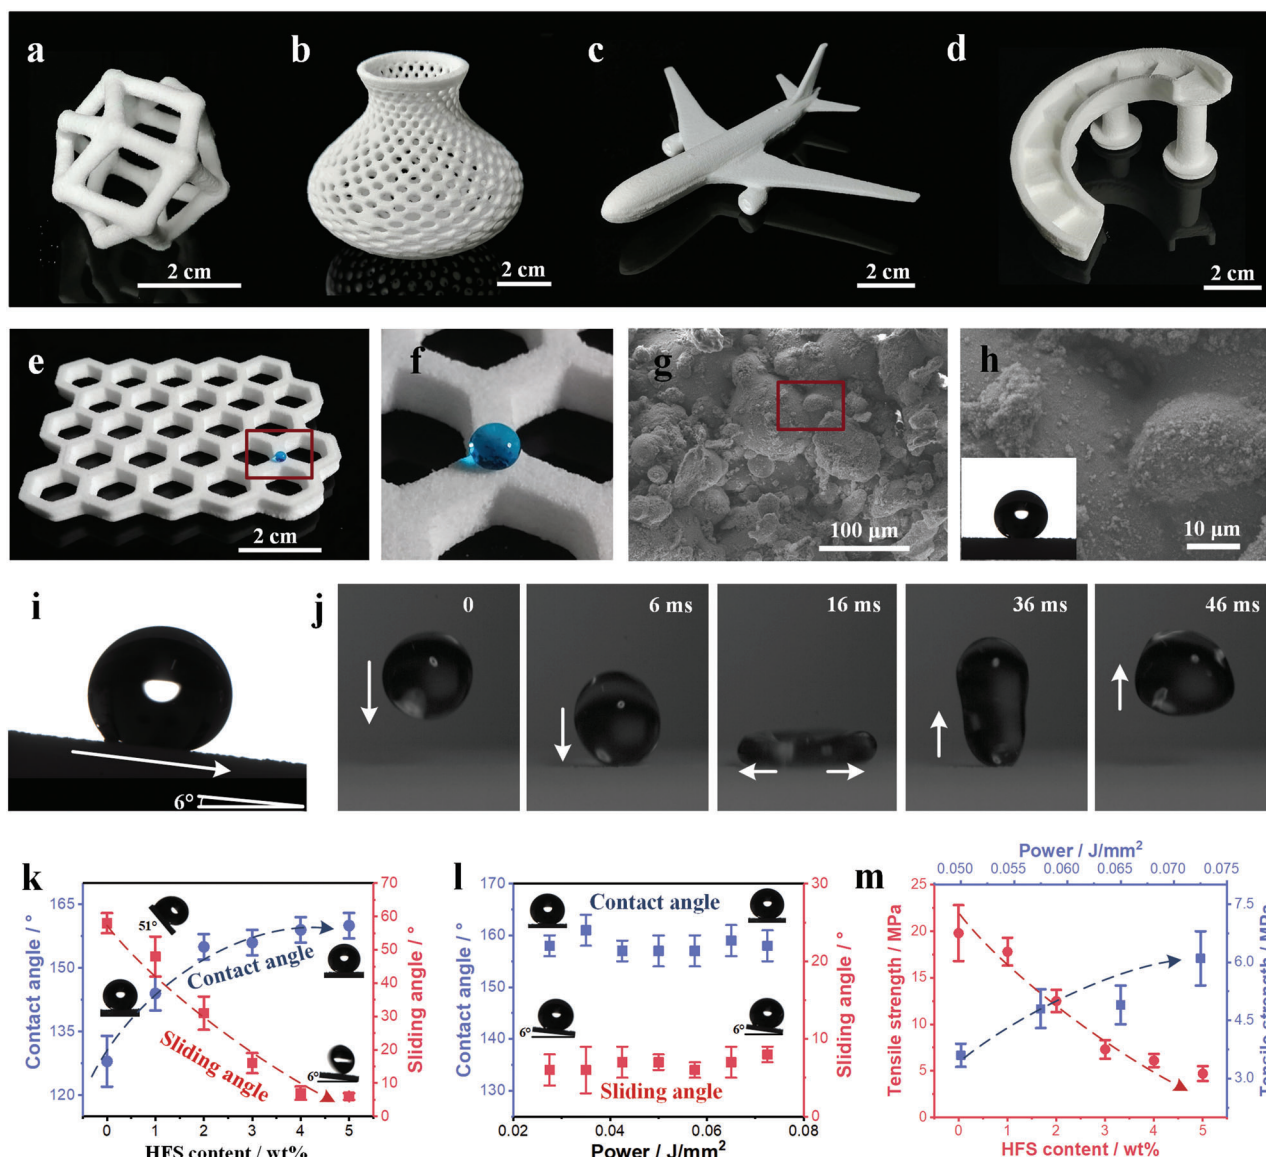 a
b
c
d
2 cm
2 cm
2 cm
2 cm
e
f
g
h
2 cm
100 μm
10 μm
i
6°
j
0
6 ms
16 ms
36 ms
46 ms
k
Contact angle / °
165
150
135
120
0 1 2 3 4 5
HFS content / wt%
70
60
50
40
30
20
10
0
Sliding angle / °
51°
Contact angle
Sliding angle
6°
l
Contact angle / °
170
160
150
140
130
0.02 0.04 0.06 0.08
Power / J/mm²
30
20
10
0
Sliding angle / °
Contact angle
6°
6°
Sliding angle
m
Power / J/mm²
0.050 0.055 0.060 0.065 0.070 0.075
Tensile strength / MPa
25
20
15
10
5
0
0 1 2 3 4 5
HFS content / wt%
7.5
6.0
4.5
3.0
Tensile strength / MPa